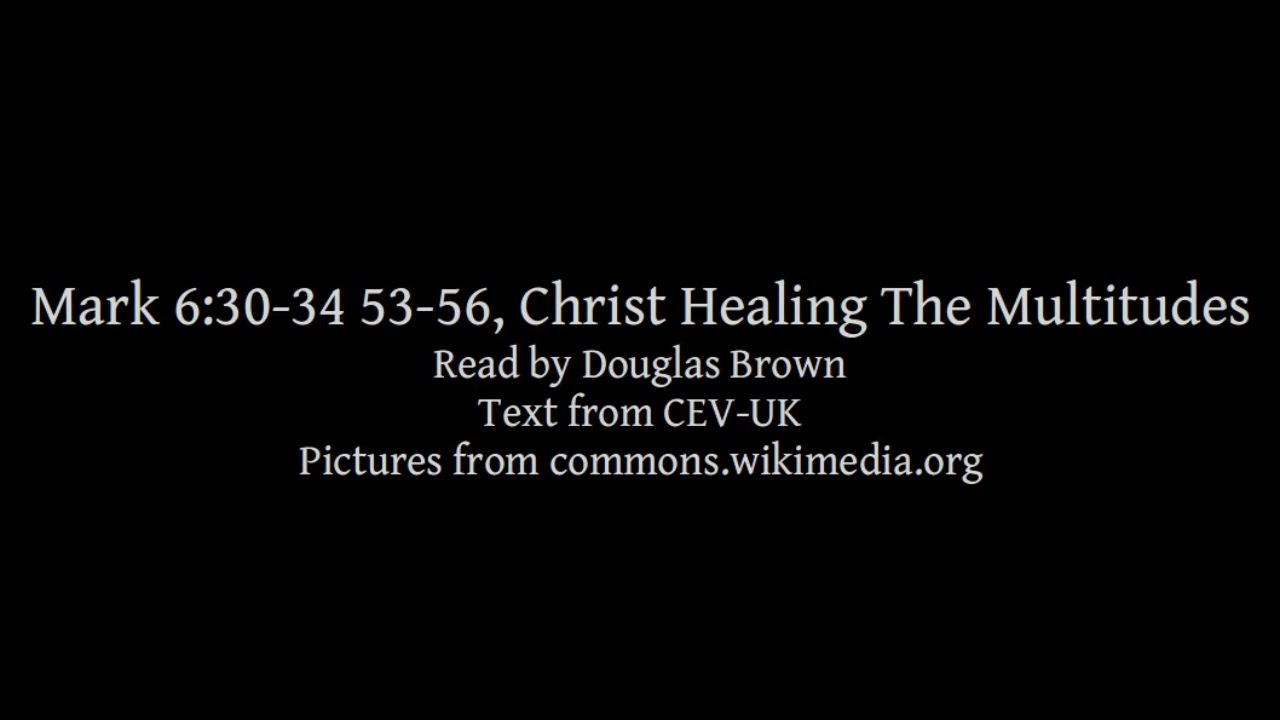 Mark 6:30-34 53-56, Christ Healing The Multitudes
Read by Douglas Brown
Text from CEV-UK
Pictures from commons.wikimedia.org